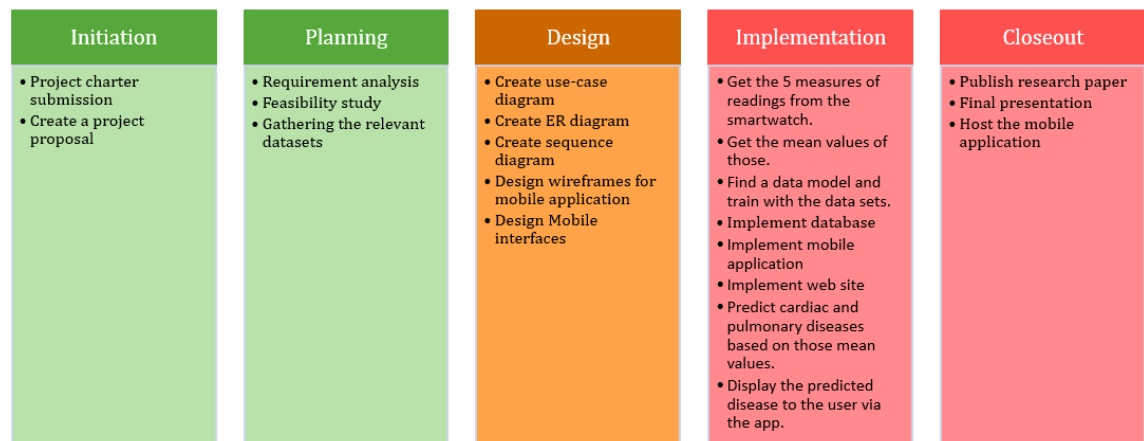 Initiation
• Project charter
submission
• Create a project
proposal
Planning
• Requirement analysis
• Feasibility study
• Gathering the relevant
datasets
Design
• Create use-case
diagram
• Create ER diagram
• Create sequence
diagram
• Design wireframes for
mobile application
• Design Mobile
interfaces
Implementation
• Get the 5 measures of
readings from the
smartwatch.
• Get the mean values of
those.
• Find a data model and
train with the data sets.
• Implement database
• Implement mobile
application
• Implement web site
• Predict cardiac and
pulmonary diseases
based on those mean
values.
• Display the predicted
disease to the user via
the app.
Closeout
• Publish research paper
• Final presentation
• Host the mobile
application